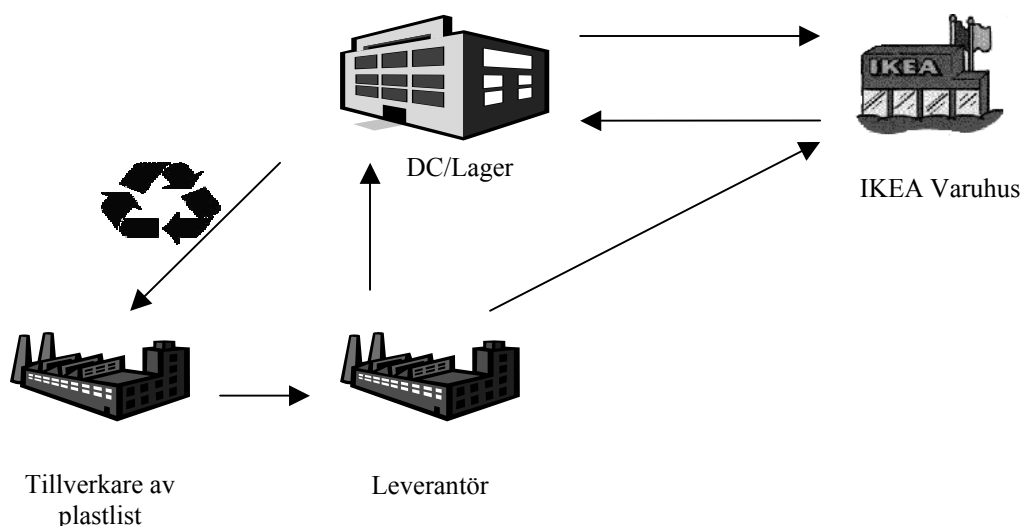 IKEA
DC/Lager
IKEA Varuhus
Tillverkare av
plastlist
Leverantör